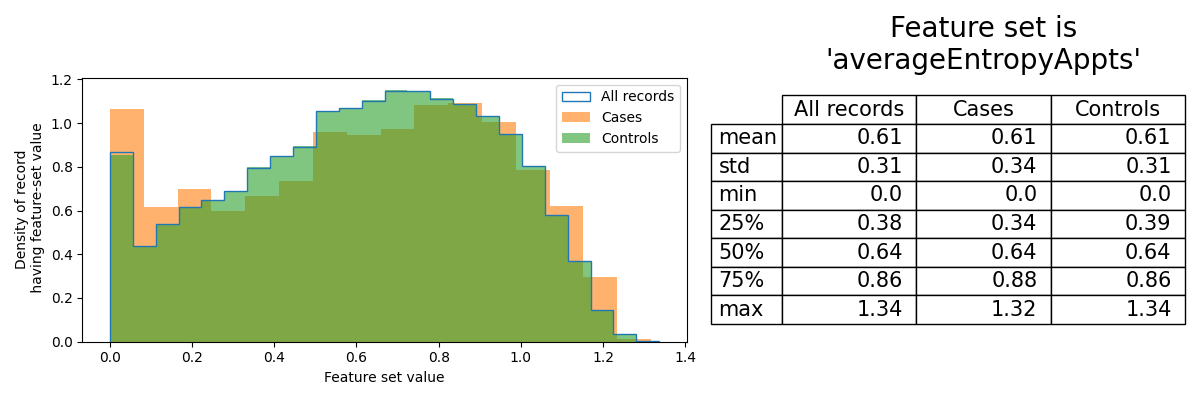 Feature set is
'averageEntropyAppts'
1.2
1.0
0.8
0.6
0.4
0.2
0.0
Density of record
having feature-set value
All records
Cases
Controls
0.0 0.2 0.4 0.6 0.8 1.0 1.2 1.4
Feature set value
All records Cases Controls
mean 0.61 0.61 0.61
std 0.31 0.34 0.31
min 0.0 0.0 0.0
25% 0.38 0.34 0.39
50% 0.64 0.64 0.64
75% 0.86 0.88 0.86
max 1.34 1.32 1.34